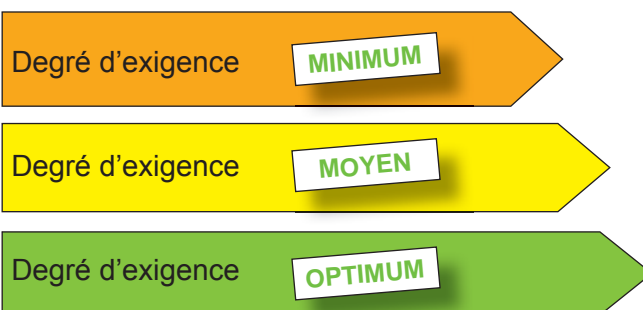 Degré d'exigence MINIMUM
Degré d'exigence MOYEN
Degré d'exigence OPTIMUM